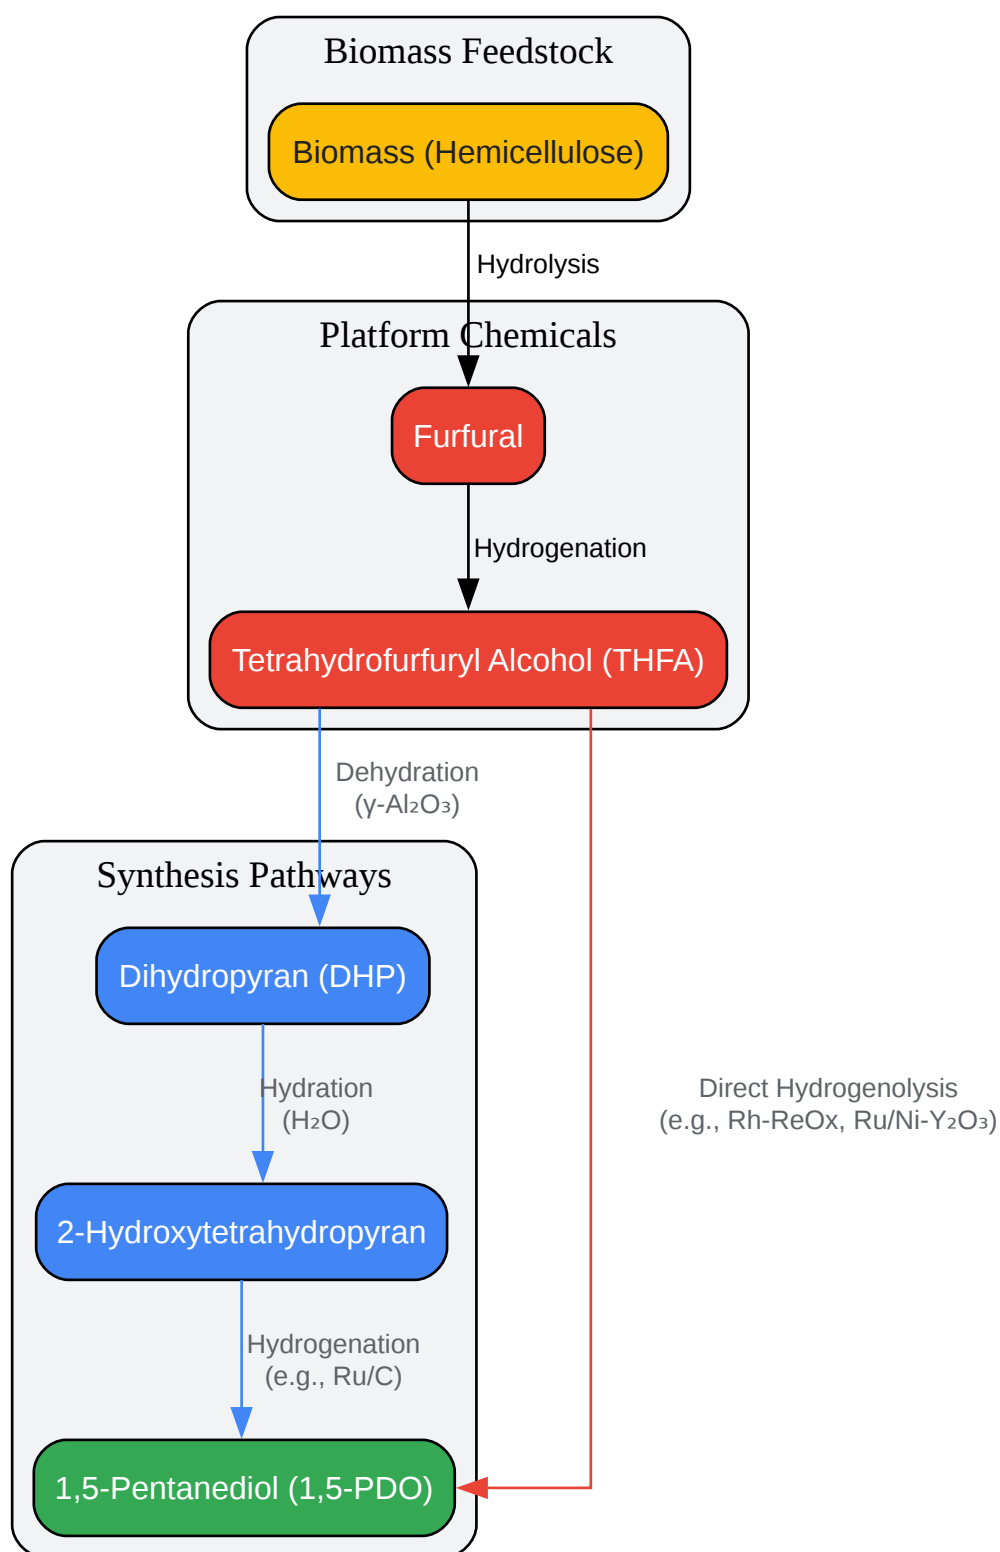 Biomass Feedstock
Biomass (Hemicellulose)
Hydrolysis
Platform Chemicals
Furfural
Hydrogenation
Tetrahydrofurfuryl Alcohol (THFA)
Dehydration
(γ-Al₂O₃)
Synthesis Pathways
Dihydropyran (DHP)
Hydration
(H₂O)
Direct Hydrogenolysis
(e.g., Rh-ReOx, Ru/Ni-Y₂O₃)
2-Hydroxytetrahydropyran
Hydrogenation
(e.g., Ru/C)
1,5-Pentanediol (1,5-PDO)